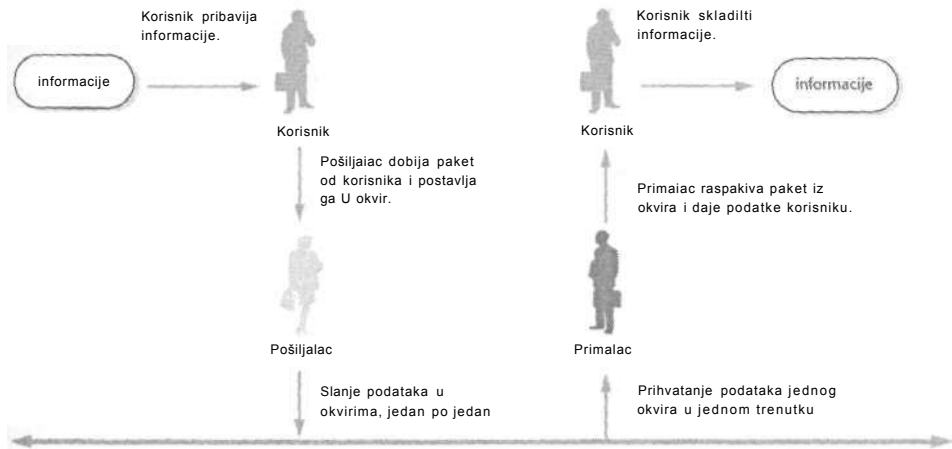 Korisnik pribavija
informacije.
informacije
Korisnik
Pošiljaiac dobija paket
od korisnika i postavlja
ga U okvir.
Pošiljalac
Slanje podataka u
okvirima, jedan po jedan
Korisnik skladilti
informacije.
informacije
Korisnik
Primaiac raspakiva paket iz
okvira i daje podatke korisniku.
Primalac
Prihvatanje podataka jednog
okvira u jednom trenutku